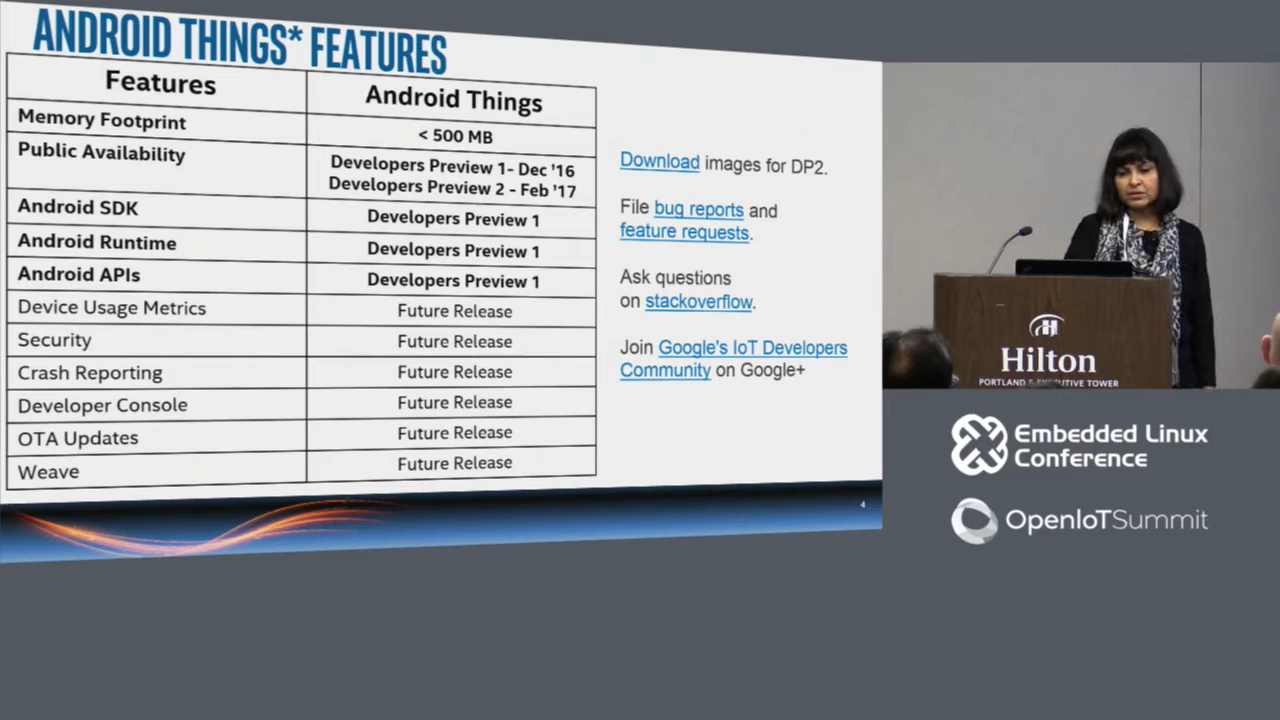 ANDROID THINGS* FEATURES
Features Android Things
Memory Footprint < 500 MB
Public Availability Developers Preview 1- Dec '16
Developers Preview 2 - Feb '17
Android SDK Developers Preview 1
Android Runtime Developers Preview 1
Android APIs Developers Preview 1
Device Usage Metrics Future Release
Security Future Release
Crash Reporting Future Release
Developer Console Future Release
OTA Updates Future Release
Weave Future Release
Download images for DP2.
File bug reports and
feature requests.
Ask questions
on stackoverflow.
Join Google's IoT Developers
Community on Google+
4
Hilton
PORTLAND & EXECUTIVE TOWER
Embedded Linux
Conference
OpenIoTSummit